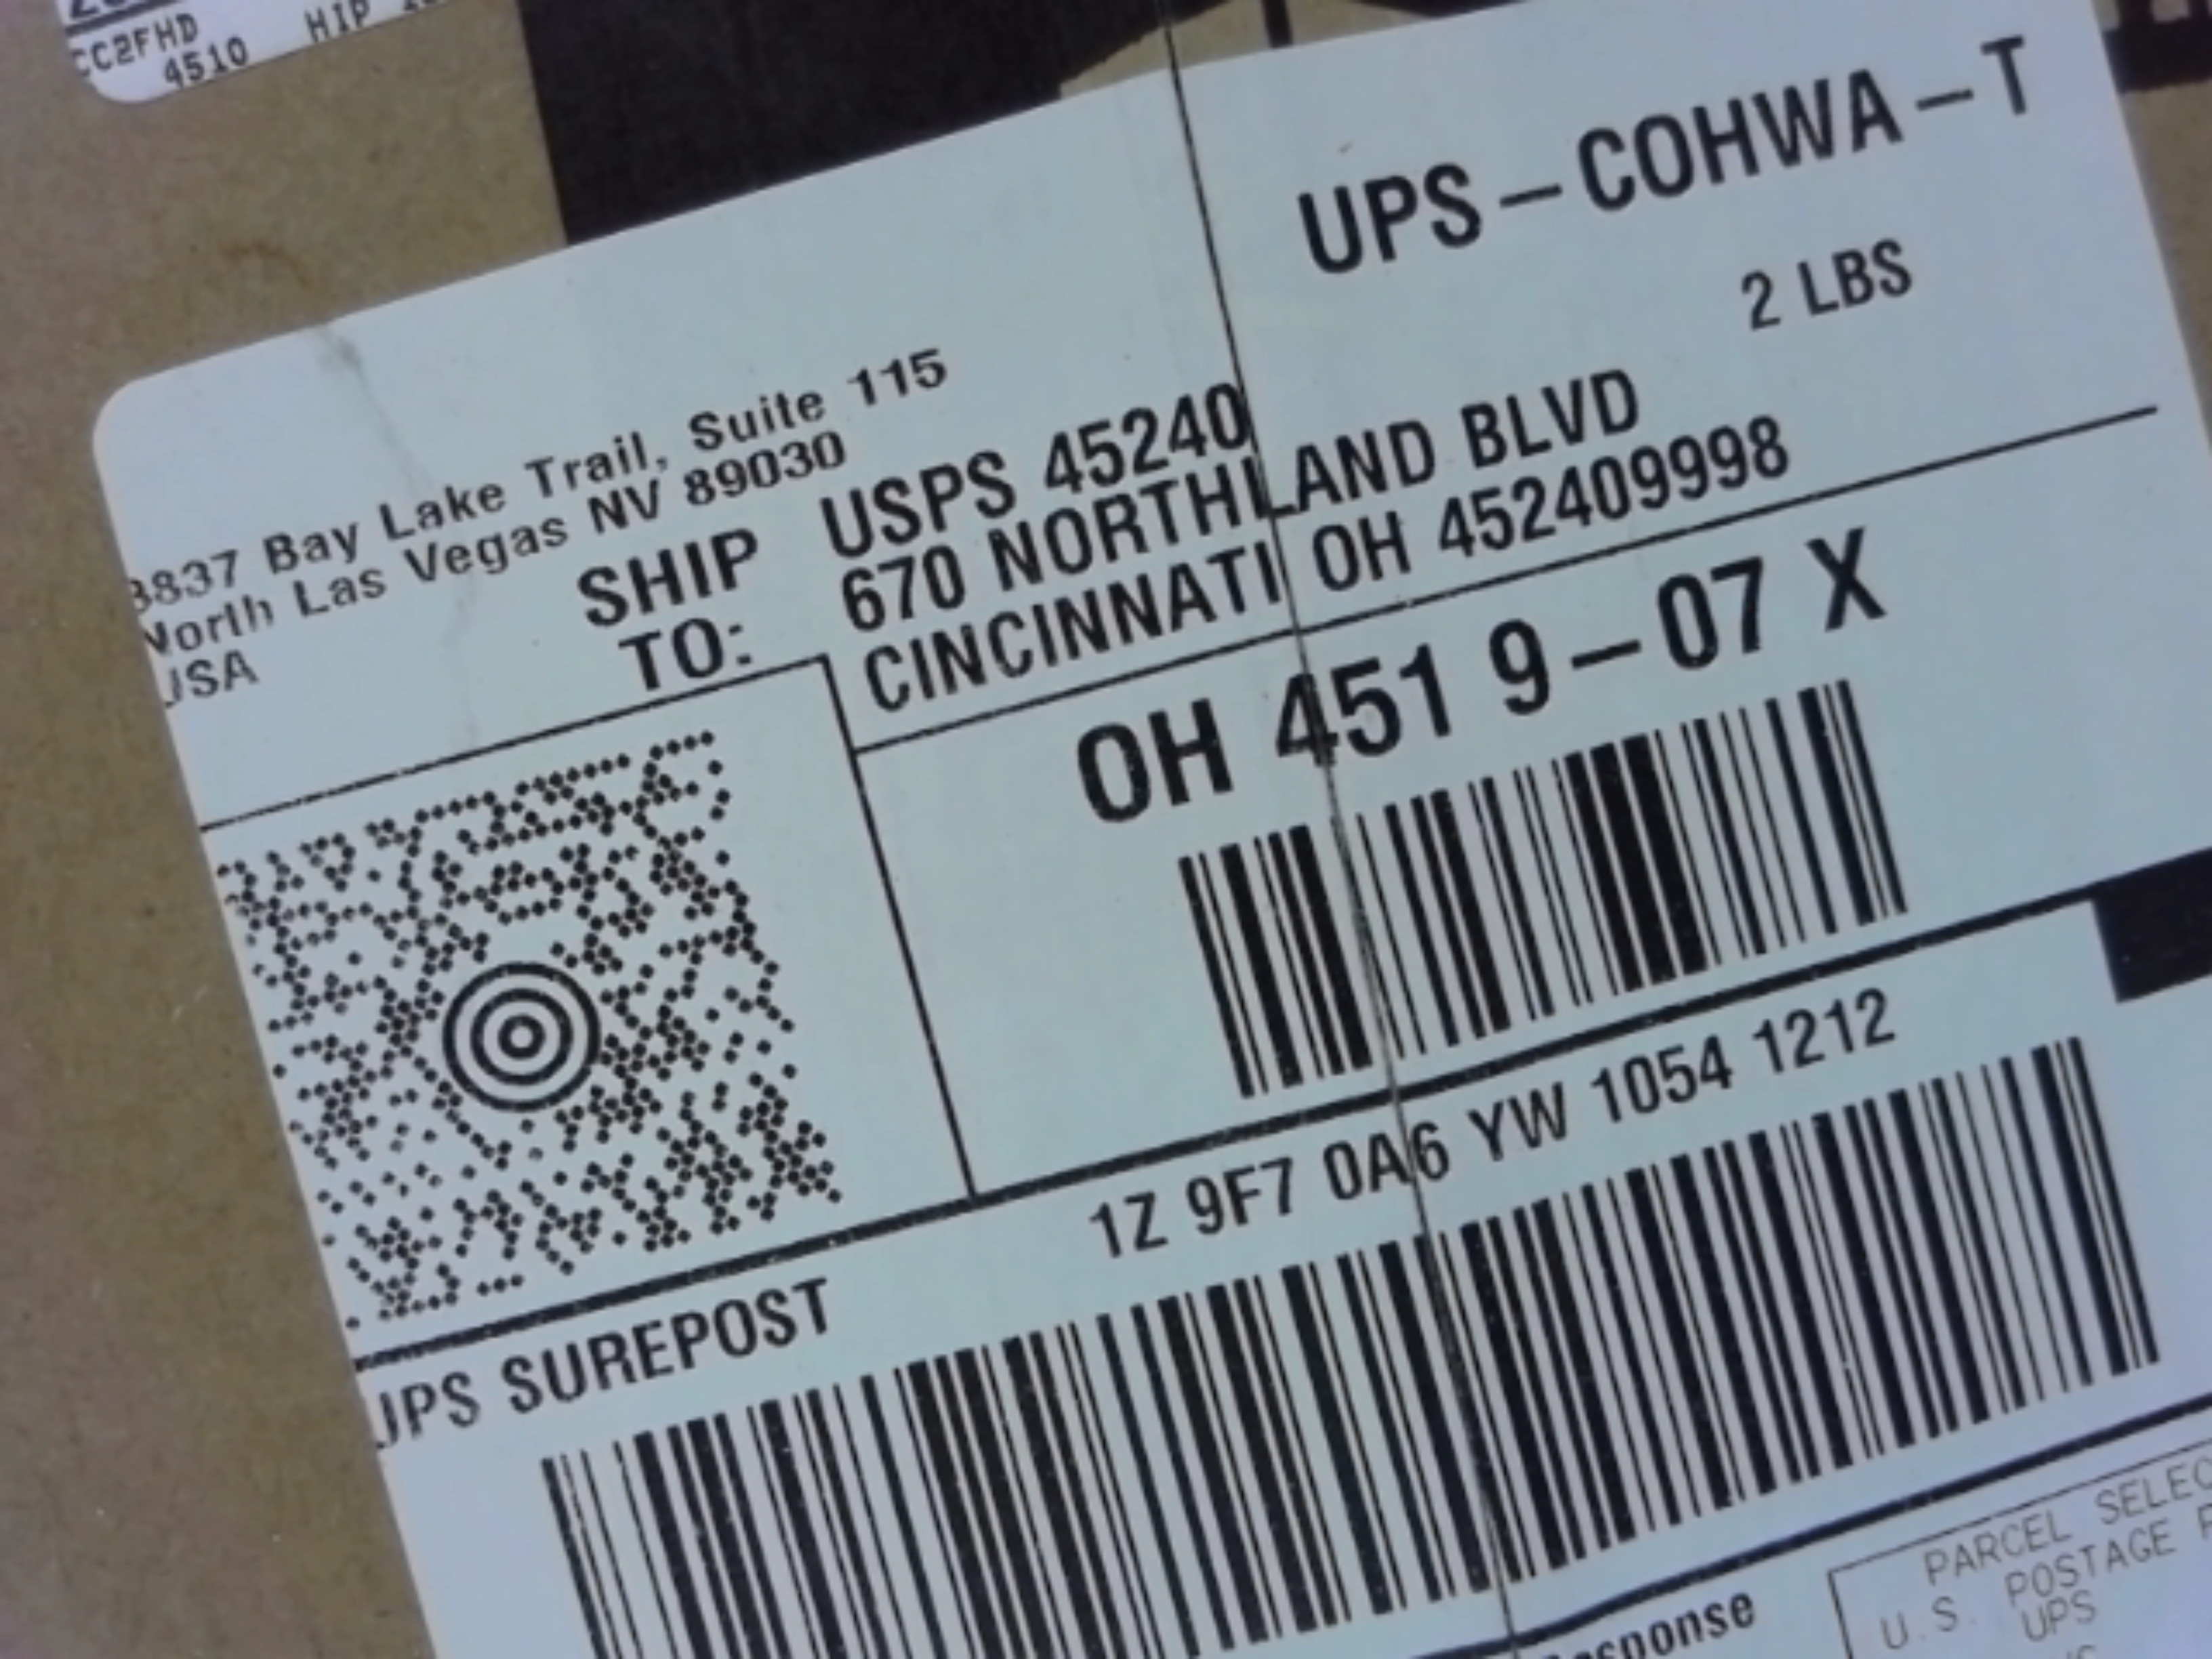 CC2FHD HIP
4510
UPS-COHWA-T
2 LBS
3837 Bay Lake Trail, Suite 115
North Las Vegas NV 89030
USA
SHIP TO: USPS 45240
670 NORTHLAND BLVD
CINCINNATI OH 452409998
OH 451 9-07 X
1Z 9F7 0A6 YW 1054 1212
UPS SUREPOST
PARCEL SELEC
U.S. POSTAGE P
UPS
sponse